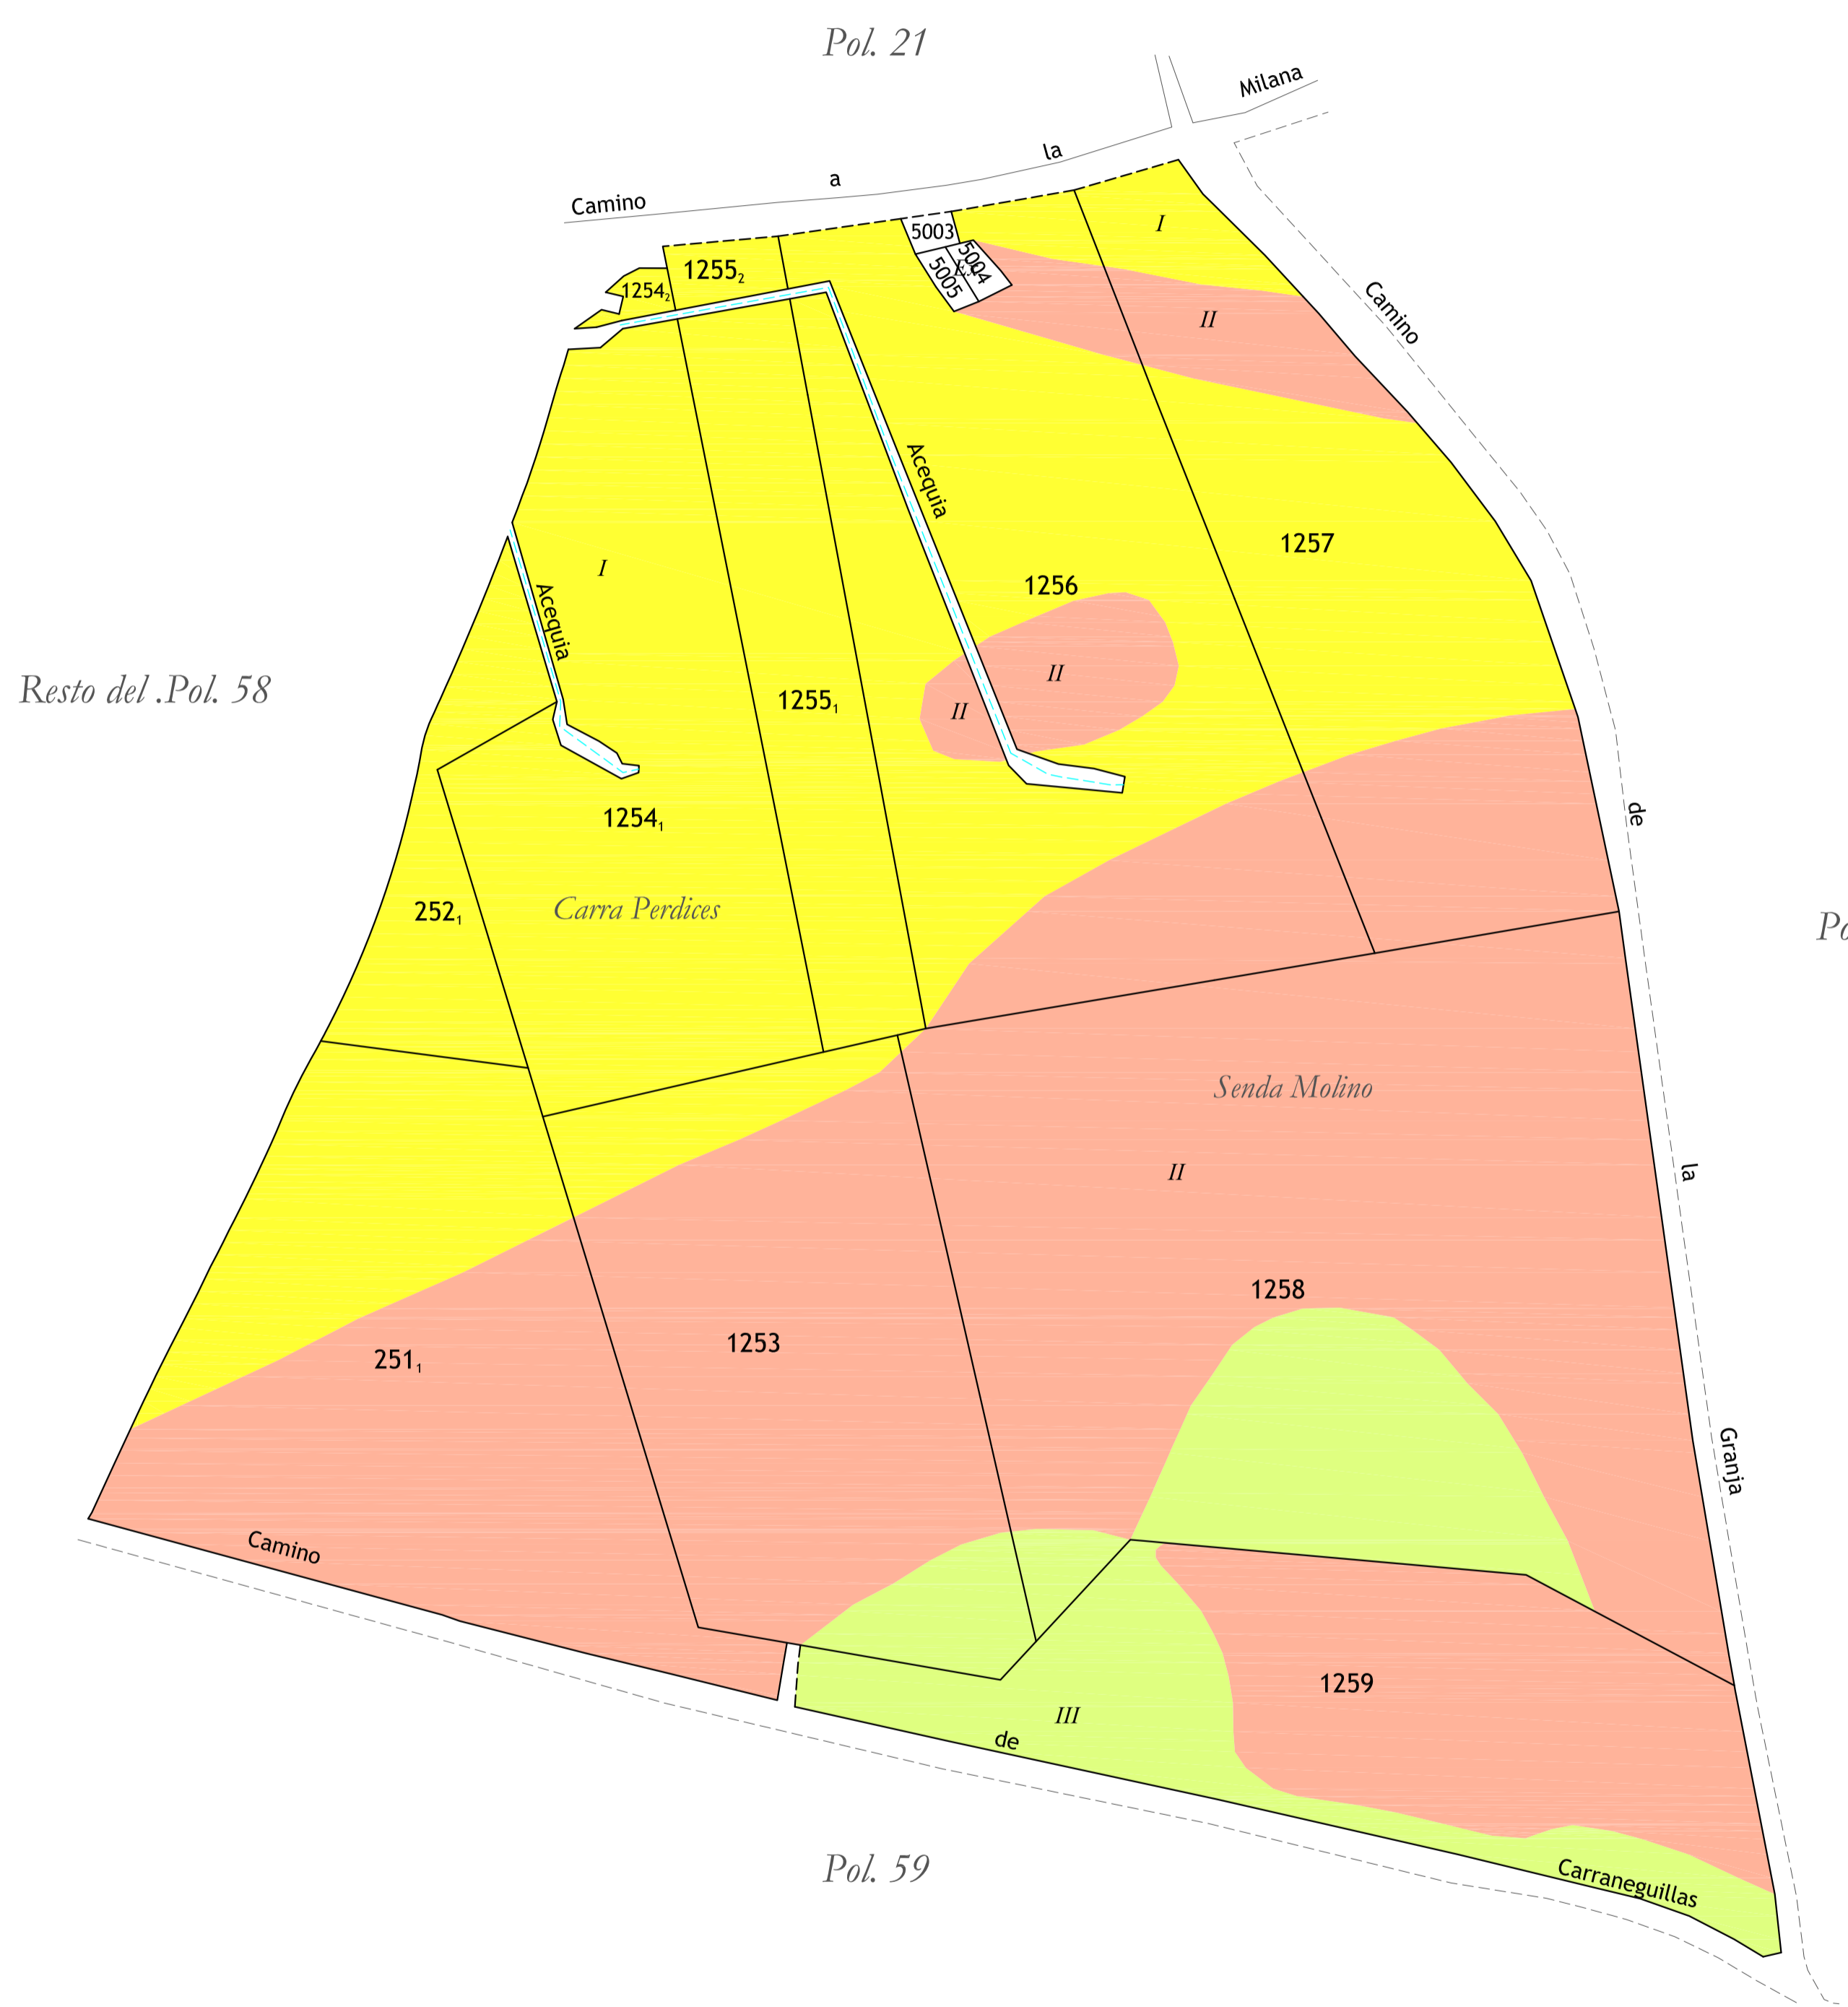 Pol. 21
Milana
la
a
Camino
5003
I
1255₂
5004
1254₂
5005
II
Camino
Acequia
1257
I
1256
Acequia
II
Resto del .Pol. 58
1255₁
II
1254₁
de
Carra Perdices
252₁
Po
Senda Molino
II
la
1258
1253
251₁
Granja
Camino
1259
III
de
Pol. 59
Carraneguillas